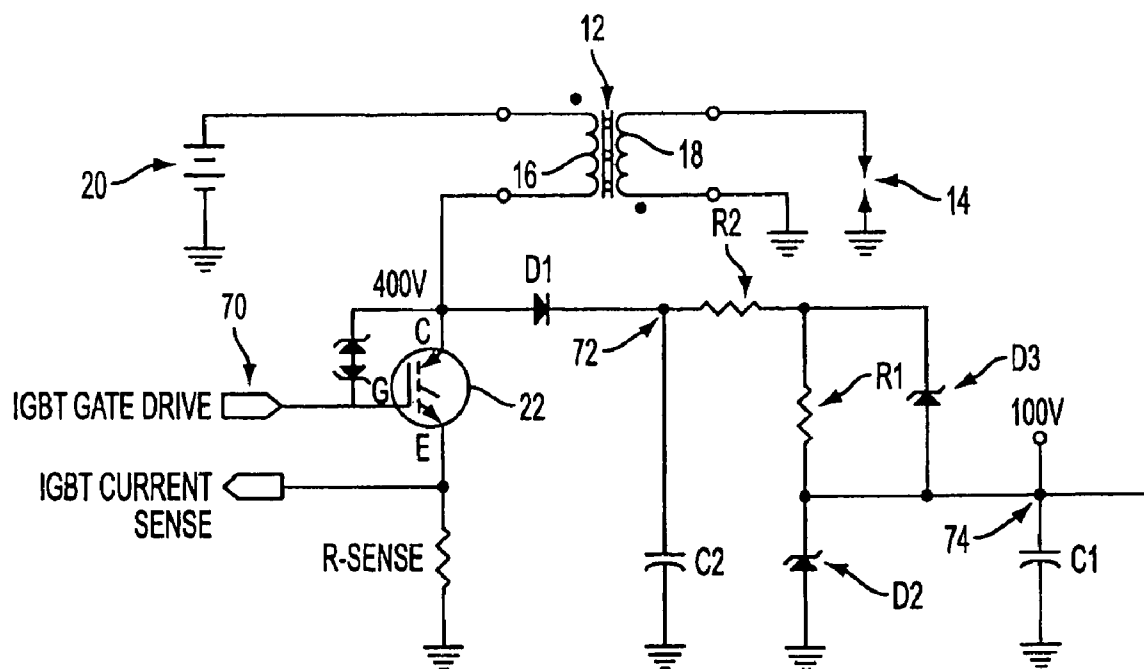 12
20
16
18
14
R2
400V
D1
70
C
72
R1
D3
G
IGBT GATE DRIVE
22
100V
E
IGBT CURRENT
SENSE
74
R-SENSE
C2
D2
C1